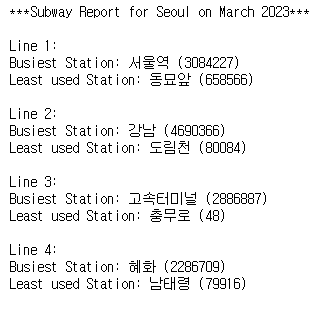 ***Subway Report for Seoul on March 2023***
Line 1:
Busiest Station: 서울역 (3084227)
Least used Station: 동묘앞 (658566)
Line 2:
Busiest Station: 강남 (4690366)
Least used Station: 도림천 (80084)
Line 3:
Busiest Station: 고속터미널 (2886887)
Least used Station: 충무로 (48)
Line 4:
Busiest Station: 혜화 (2286709)
Least used Station: 남태령 (79916)